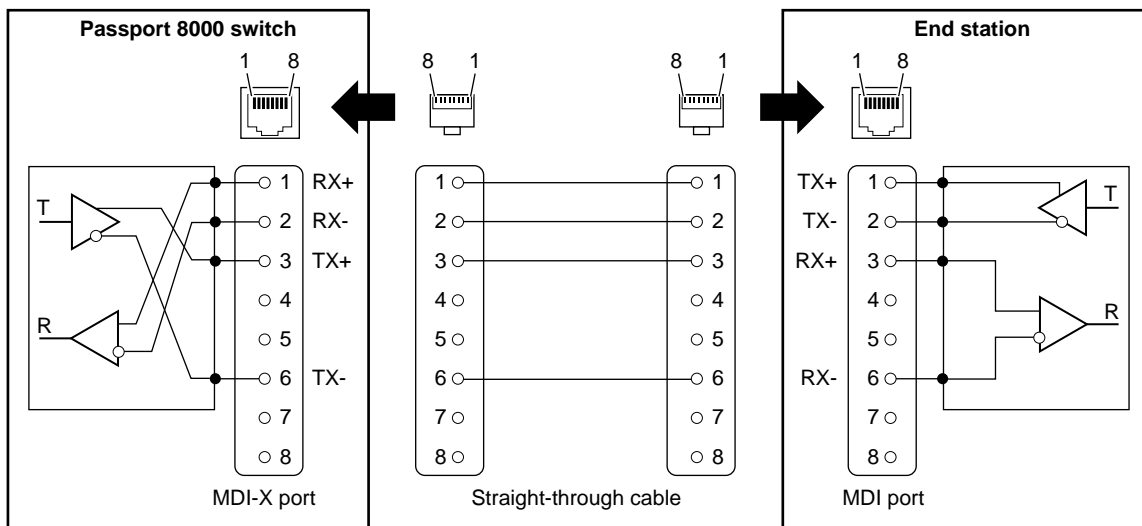 Passport 8000 switch
End station
1 8
8 1
8 1
1 8
T
R
1 RX+
2 RX-
3 TX+
4
5
6 TX-
7
8
1 1
2 2
3 3
4 4
5 5
6 6
7 7
8 8
TX+ 1
TX- 2
RX+ 3
4
5
RX- 6
7
8
T
R
MDI-X port
Straight-through cable
MDI port